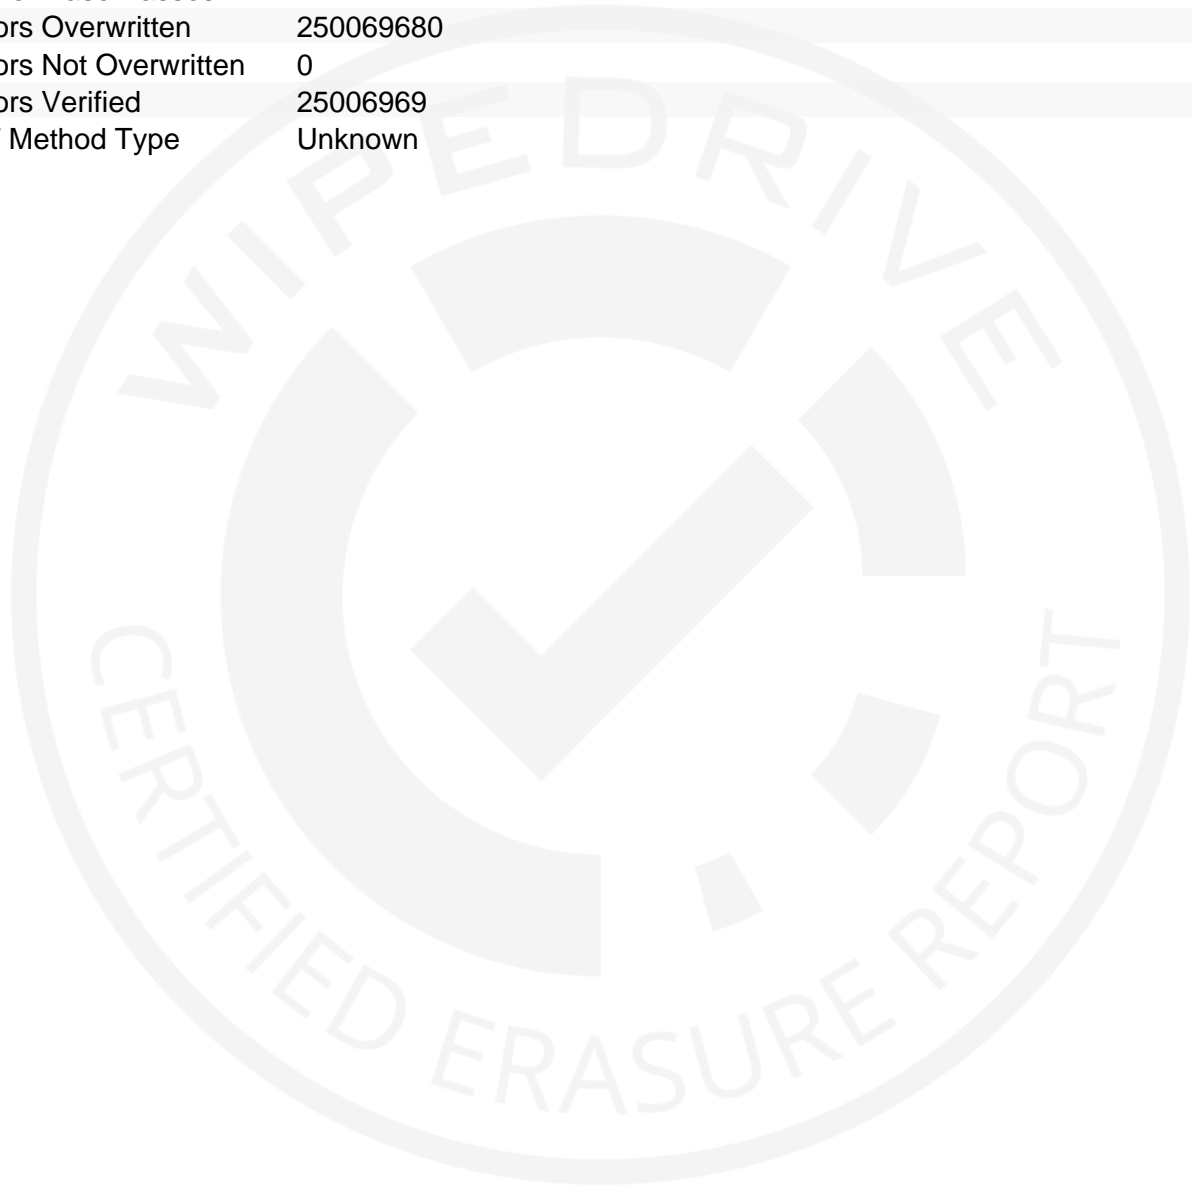 ors Overwritten 250069680
ors Not Overwritten 0
ors Verified 25006969
Method Type Unknown
WIPEDRIVE
CERTIFIED ERASURE REPORT